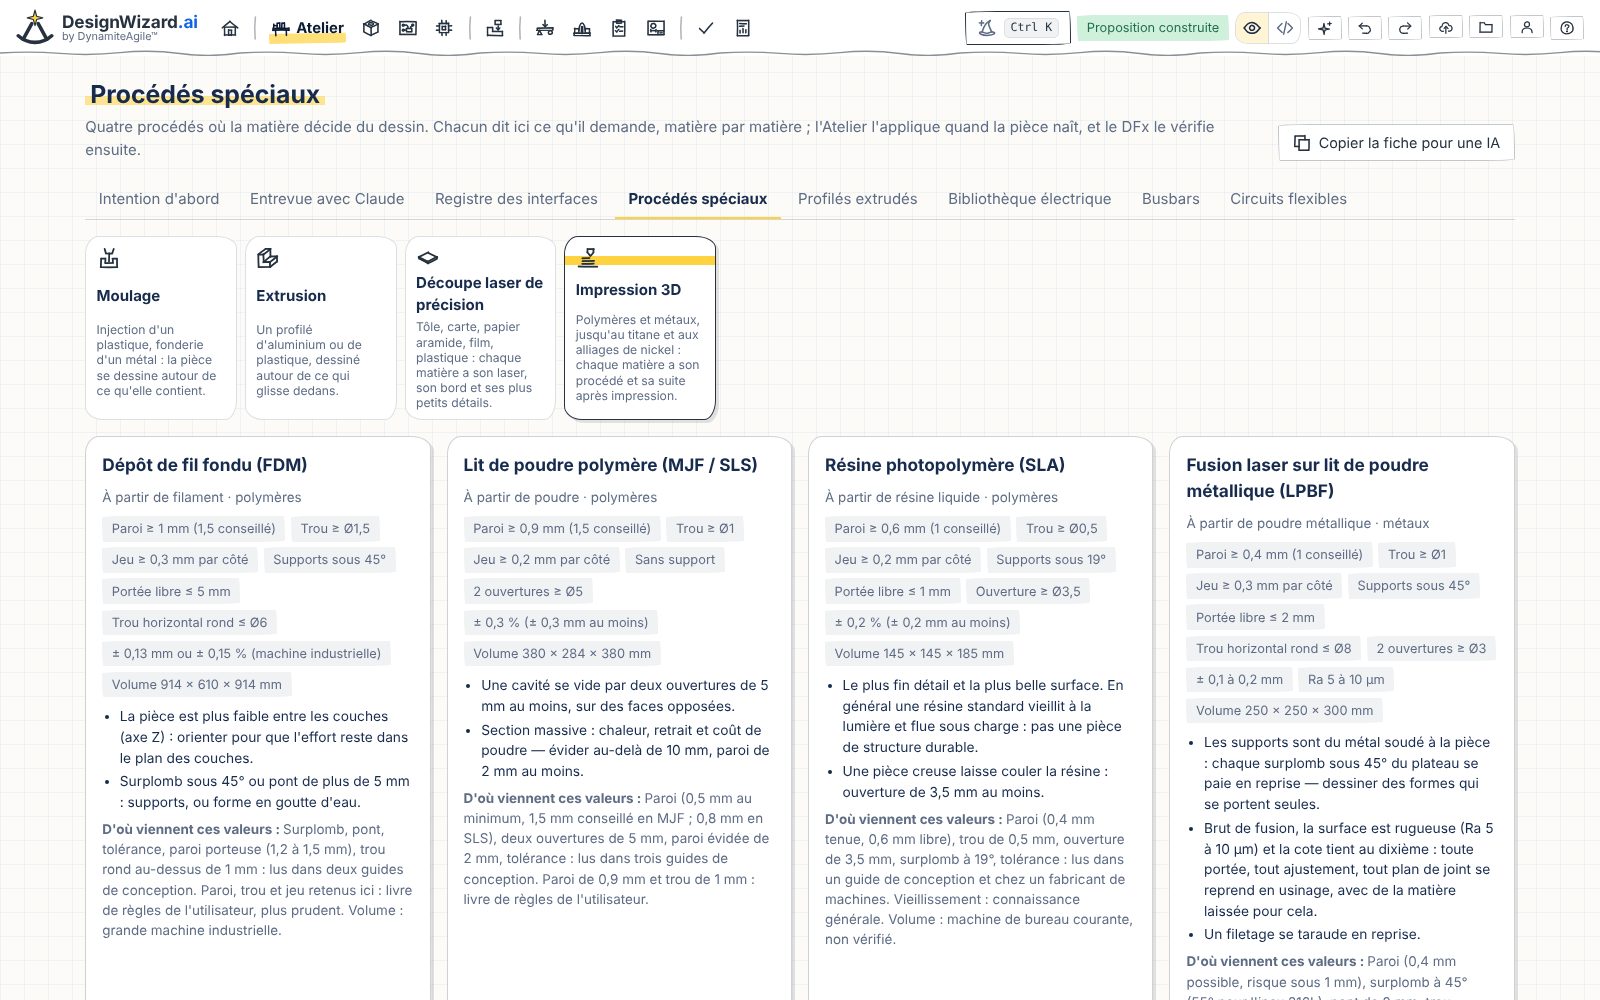 DesignWizard.ai
by DynamiteAgile™
Atelier
Ctrl K
Proposition construite
Procédés spéciaux
Quatre procédés où la matière décide du dessin. Chacun dit ici ce qu'il demande, matière par matière ; l'Atelier l'applique quand la pièce naît, et le DFx le vérifie
ensuite.
Copier la fiche pour une IA
Intention d'abord
Entrevue avec Claude
Registre des interfaces
Procédés spéciaux
Profilés extrudés
Bibliothèque électrique
Busbars
Circuits flexibles
Moulage
Injection d'un
plastique, fonderie
d'un métal : la pièce
se dessine autour de
ce qu'elle contient.
Extrusion
Un profilé
d'aluminium ou de
plastique, dessiné
autour de ce qui
glisse dedans.
Découpe laser de
précision
Tôle, carte, papier
aramide, film,
plastique : chaque
matière a son laser,
son bord et ses plus
petits détails.
Impression 3D
Polymères et métaux,
jusqu'au titane et aux
alliages de nickel :
chaque matière a son
procédé et sa suite
après impression.
Dépôt de fil fondu (FDM)
À partir de filament · polymères
Paroi ≥ 1 mm (1,5 conseillé)
Trou ≥ Ø1,5
Jeu ≥ 0,3 mm par côté
Supports sous 45°
Portée libre ≤ 5 mm
Trou horizontal rond ≤ Ø6
± 0,13 mm ou ± 0,15 % (machine industrielle)
Volume 914 × 610 × 914 mm
• La pièce est plus faible entre les couches
(axe Z) : orienter pour que l'effort reste dans
le plan des couches.
• Surplomb sous 45° ou pont de plus de 5 mm
: supports, ou forme en goutte d'eau.
D'où viennent ces valeurs : Surplomb, pont,
tolérance, paroi porteuse (1,2 à 1,5 mm), trou
rond au-dessus de 1 mm : lus dans deux guides
de conception. Paroi, trou et jeu retenus ici : livre
de règles de l'utilisateur, plus prudent. Volume :
grande machine industrielle.
Lit de poudre polymère (MJF / SLS)
À partir de poudre · polymères
Paroi ≥ 0,9 mm (1,5 conseillé)
Trou ≥ Ø1
Jeu ≥ 0,2 mm par côté
Sans support
2 ouvertures ≥ Ø5
± 0,3 % (± 0,3 mm au moins)
Volume 380 × 284 × 380 mm
• Une cavité se vide par deux ouvertures de 5
mm au moins, sur des faces opposées.
• Section massive : chaleur, retrait et coût de
poudre — évider au-delà de 10 mm, paroi de
2 mm au moins.
D'où viennent ces valeurs : Paroi (0,5 mm au
minimum, 1,5 mm conseillé en MJF ; 0,8 mm en
SLS), deux ouvertures de 5 mm, paroi évidée de
2 mm, tolérance : lus dans trois guides de
conception. Paroi de 0,9 mm et trou de 1 mm :
livre de règles de l'utilisateur.
Résine photopolymère (SLA)
À partir de résine liquide · polymères
Paroi ≥ 0,6 mm (1 conseillé)
Trou ≥ Ø0,5
Jeu ≥ 0,2 mm par côté
Supports sous 19°
Portée libre ≤ 1 mm
Ouverture ≥ Ø3,5
± 0,2 % (± 0,2 mm au moins)
Volume 145 × 145 × 185 mm
• Le plus fin détail et la plus belle surface. En
général une résine standard vieillit à la
lumière et flue sous charge : pas une pièce
de structure durable.
• Une pièce creuse laisse couler la résine :
ouverture de 3,5 mm au moins.
D'où viennent ces valeurs : Paroi (0,4 mm
tenue, 0,6 mm libre), trou de 0,5 mm, ouverture
de 3,5 mm, surplomb à 19°, tolérance : lus dans
un guide de conception et chez un fabricant de
machines. Vieillissement : connaissance
générale. Volume : machine de bureau courante,
non vérifié.
Fusion laser sur lit de poudre
métallique (LPBF)
À partir de poudre métallique · métaux
Paroi ≥ 0,4 mm (1 conseillé)
Trou ≥ Ø1
Jeu ≥ 0,3 mm par côté
Supports sous 45°
Portée libre ≤ 2 mm
Trou horizontal rond ≤ Ø8
2 ouvertures ≥ Ø3
± 0,1 à 0,2 mm
Ra 5 à 10 µm
Volume 250 × 250 × 300 mm
• Les supports sont du métal soudé à la pièce
: chaque surplomb sous 45° du plateau se
paie en reprise — dessiner des formes qui
se portent seules.
• Brut de fusion, la surface est rugueuse (Ra 5
à 10 µm) et la cote tient au dixième : toute
portée, tout ajustement, tout plan de joint se
reprend en usinage, avec de la matière
laissée pour cela.
• Un filetage se taraude en reprise.
D'où viennent ces valeurs : Paroi (0,4 mm
possible, risque sous 1 mm), surplomb à 45°